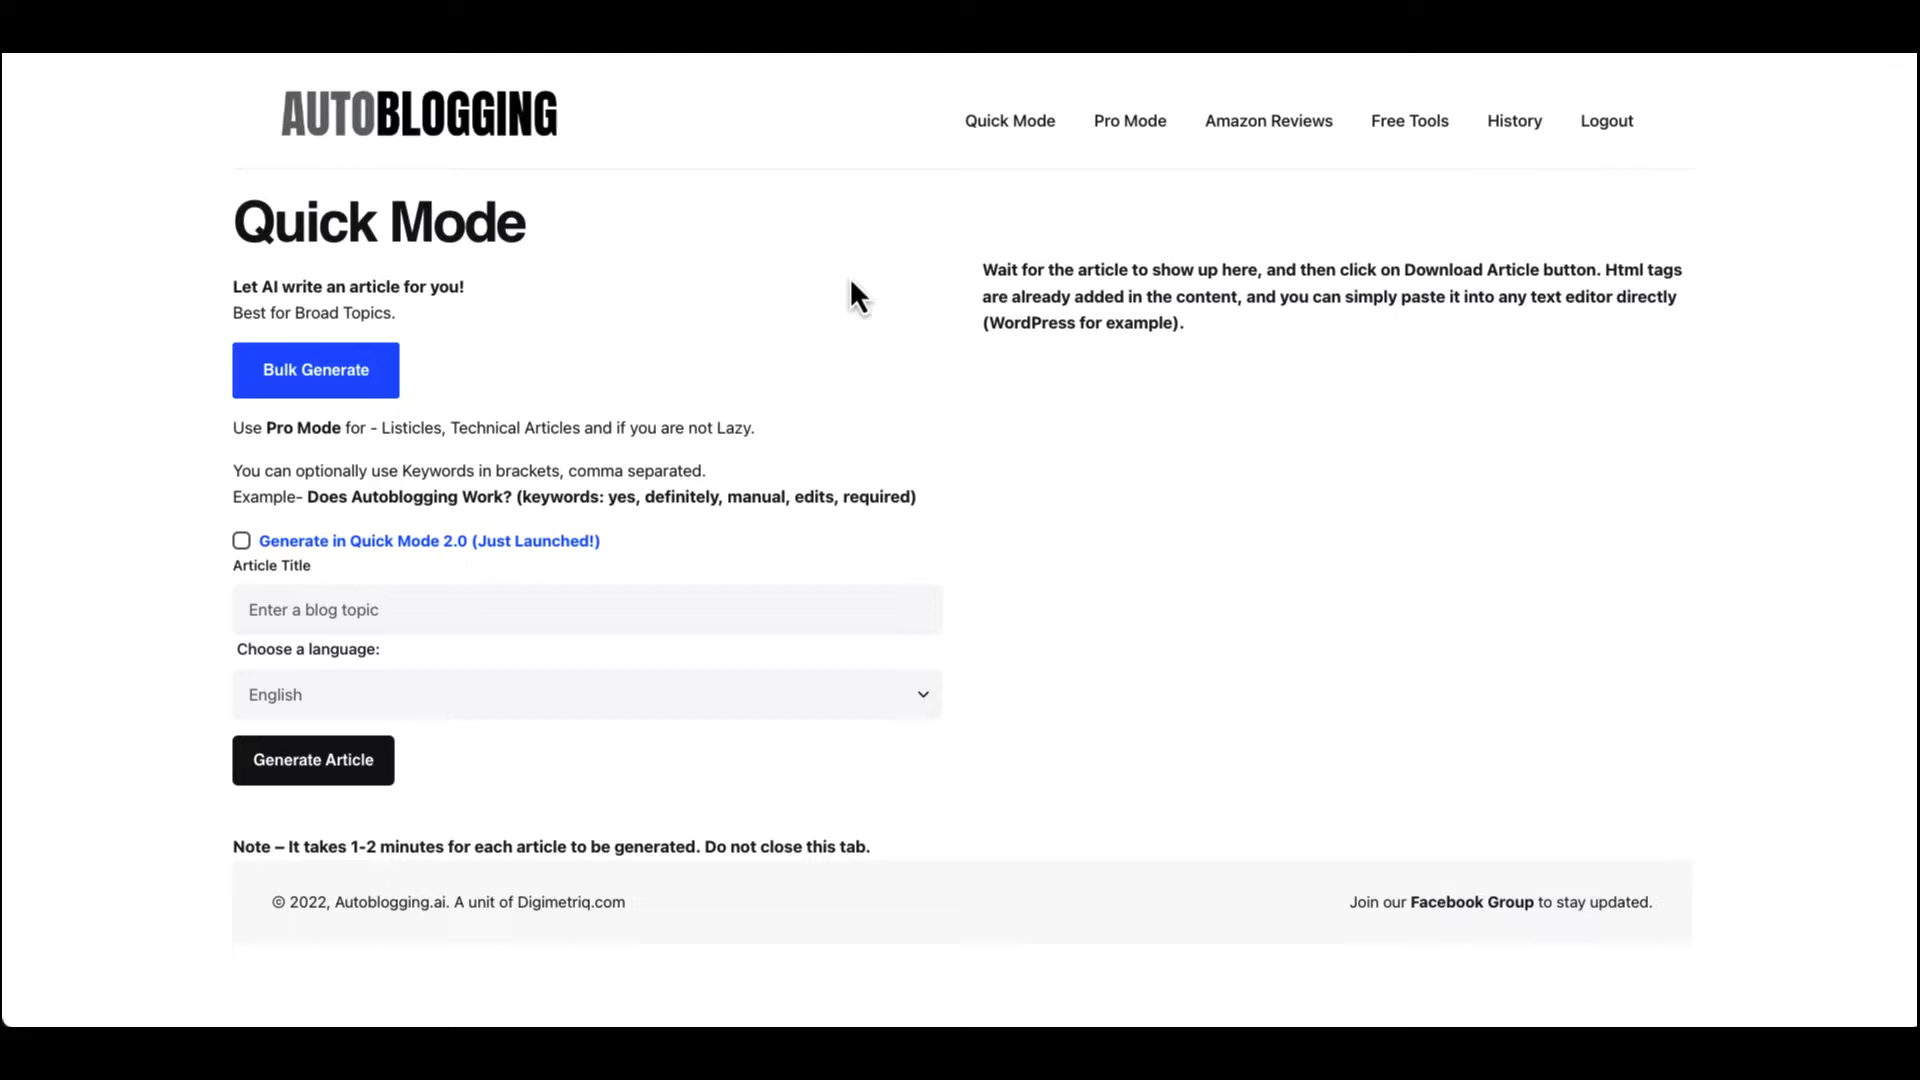 AUTOBLOGGING
Quick Mode
Pro Mode
Amazon Reviews
Free Tools
History
Logout
Quick Mode
Let AI write an article for you!
Best for Broad Topics.
Bulk Generate
Use Pro Mode for - Listicles, Technical Articles and if you are not Lazy.
You can optionally use Keywords in brackets, comma separated.
Example- Does Autoblogging Work? (keywords: yes, definitely, manual, edits, required)
Generate in Quick Mode 2.0 (Just Launched!)
Article Title
Enter a blog topic
Choose a language:
English
Generate Article
Note – It takes 1-2 minutes for each article to be generated. Do not close this tab.
Wait for the article to show up here, and then click on Download Article button. Html tags
are already added in the content, and you can simply paste it into any text editor directly
(WordPress for example).
© 2022, Autoblogging.ai. A unit of Digimetriq.com
Join our Facebook Group to stay updated.